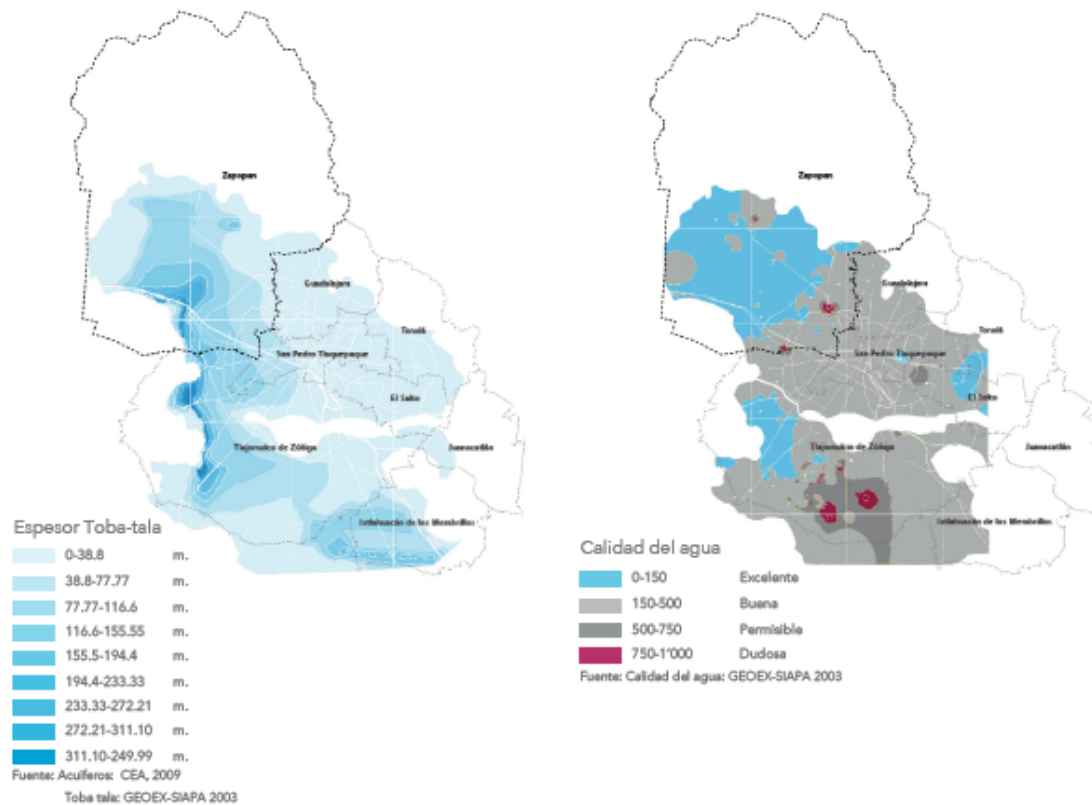 Zapopan
Guadalajara
Tonalá
San Pedro Tlaquepaque
El Salto
Tlajomulco de Zúñiga
Juanacatlán
Ixtlahuacán de los Membrillos
Espesor Toba-tala
0-38.8 m.
38.8-77.77 m.
77.77-116.6 m.
116.6-155.55 m.
155.5-194.4 m.
194.4-233.33 m.
233.33-272.21 m.
272.21-311.10 m.
311.10-249.99 m.
Fuente: Acuíferos: CEA, 2009
Toba tala: GEOEX-SIAPA 2003
Zapopan
Guadalajara
Tonalá
San Pedro Tlaquepaque
El Salto
Tlajomulco de Zúñiga
Juanacatlán
Ixtlahuacán de los Membrillos
Calidad del agua
0-150 Excelente
150-500 Buena
500-750 Permisible
750-1'000 Dudosa
Fuente: Calidad del agua: GEOEX-SIAPA 2003